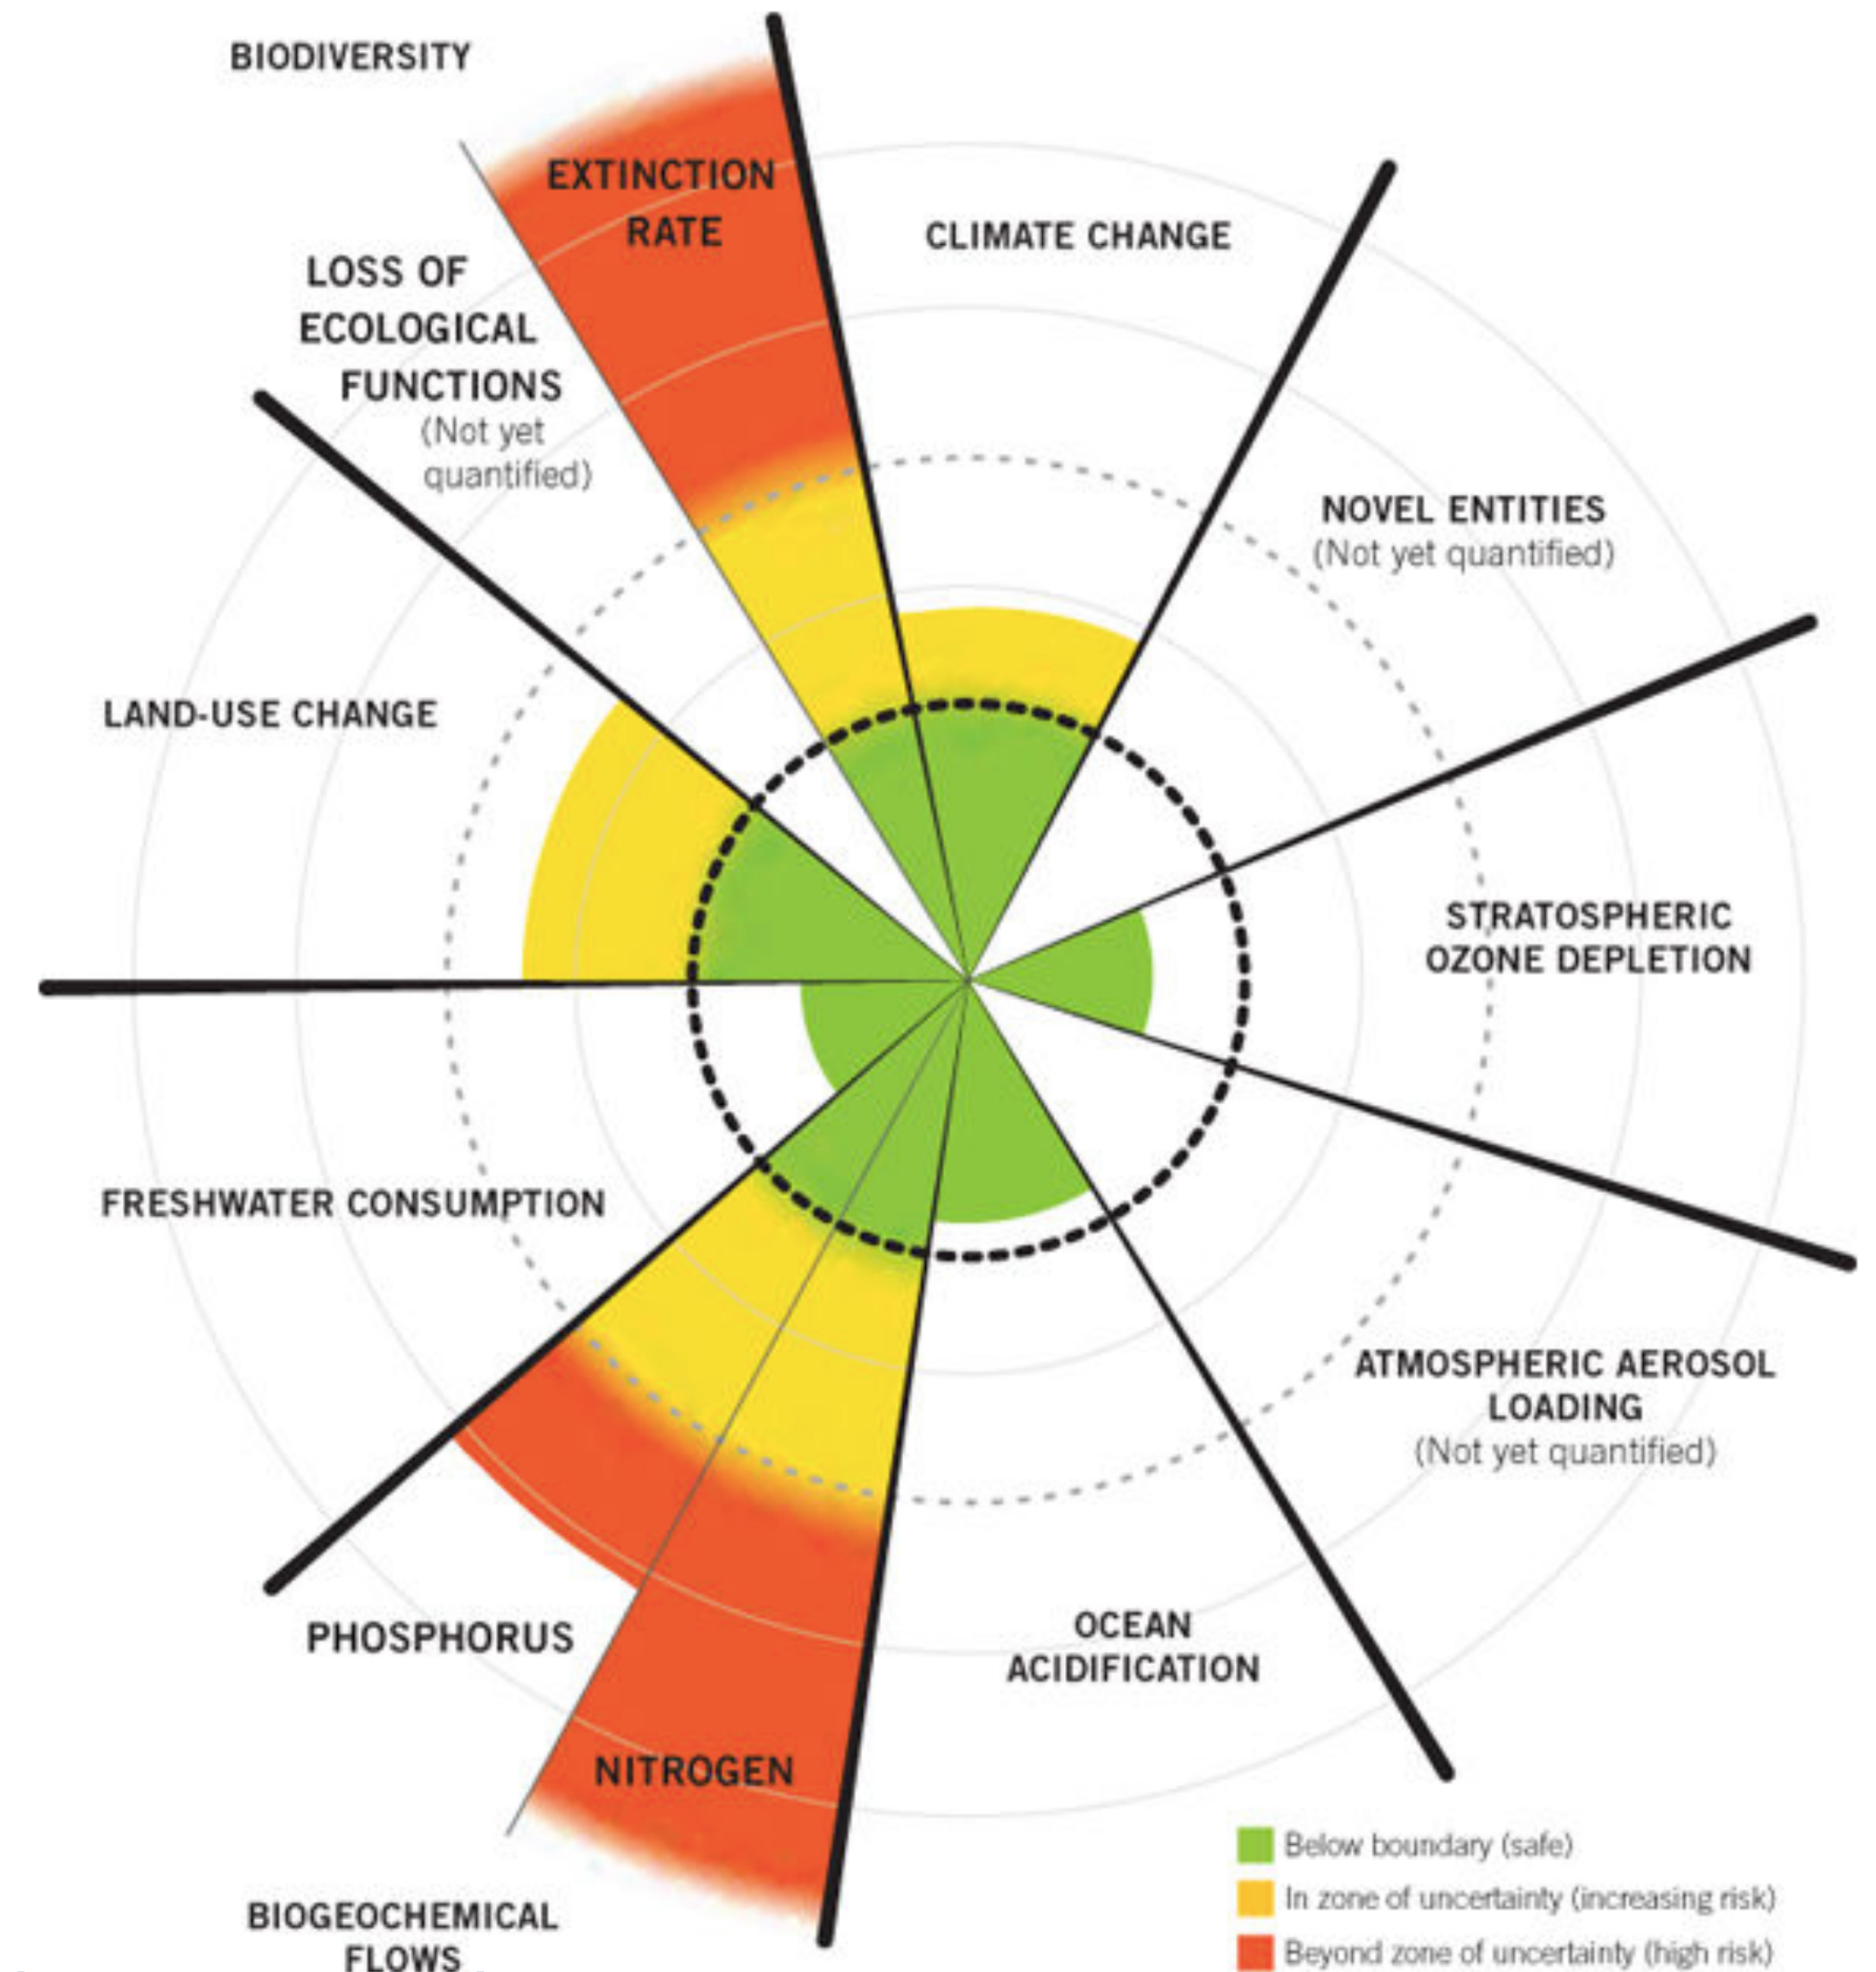 BIODIVERSITY
EXTINCTION
RATE
CLIMATE CHANGE
LOSS OF
ECOLOGICAL
FUNCTIONS
(Not yet
quantified)
NOVEL ENTITIES
(Not yet quantified)
LAND-USE CHANGE
STRATOSPHERIC
OZONE DEPLETION
FRESHWATER CONSUMPTION
ATMOSPHERIC AEROSOL
LOADING
(Not yet quantified)
PHOSPHORUS
OCEAN
ACIDIFICATION
NITROGEN
BIOGEOCHEMICAL
FLOWS
Below boundary (safe)
In zone of uncertainty (increasing risk)
Beyond zone of uncertainty (high risk)